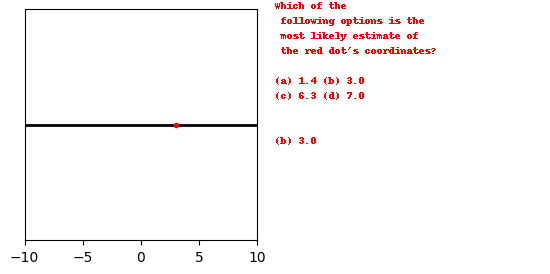 Which of the
following options is the
most likely estimate of
the red dot's coordinates?
(a) 1.4 (b) 3.0
(c) 6.3 (d) 7.0
(b) 3.0
−10 −5 0 5 10